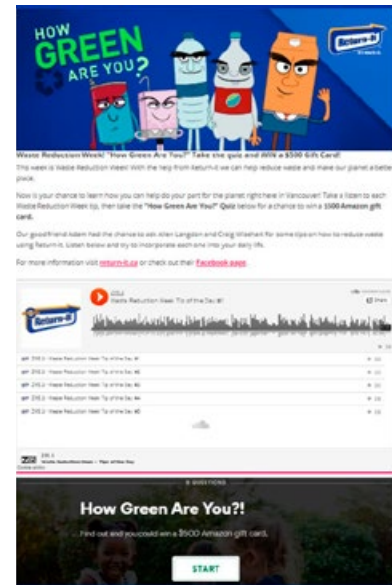 HOW
GREEN
ARE YOU?
Return-It
Waste Reduction Week! "How Green Are You?" Take the quiz and WIN a $500 Gift Card!
This week is Waste Reduction Week! With the help from Return-It we can help reduce waste and make our planet a better
place.
Now is your chance to learn how you can help do your part for the planet right here in Vancouver! Take a listen to each
Waste Reduction Week tip, then take the "How Green Are You?" Quiz below for a chance to win a $500 Amazon gift
card.
Our good friend Adam had the chance to ask Allen Langdon and Craig Wisehart for some tips on how to reduce waste
using Return-It. Listen below and try to incorporate each one into your daily life.
For more information visit return-it.ca or check out their Facebook page.
Return-It
Waste Reduction Week Tip of the Day #1
Share
Waste Reduction Week Tip of the Day #1
Waste Reduction Week Tip of the Day
Waste Reduction Week Tip of the Day
Waste Reduction Week Tip of the Day
Waste Reduction Week Tip of the Day
Waste Reduction Week - Tips of the Day
QUESTIONS
How Green Are You?!
Find out and you could win a $500 Amazon gift card.
START